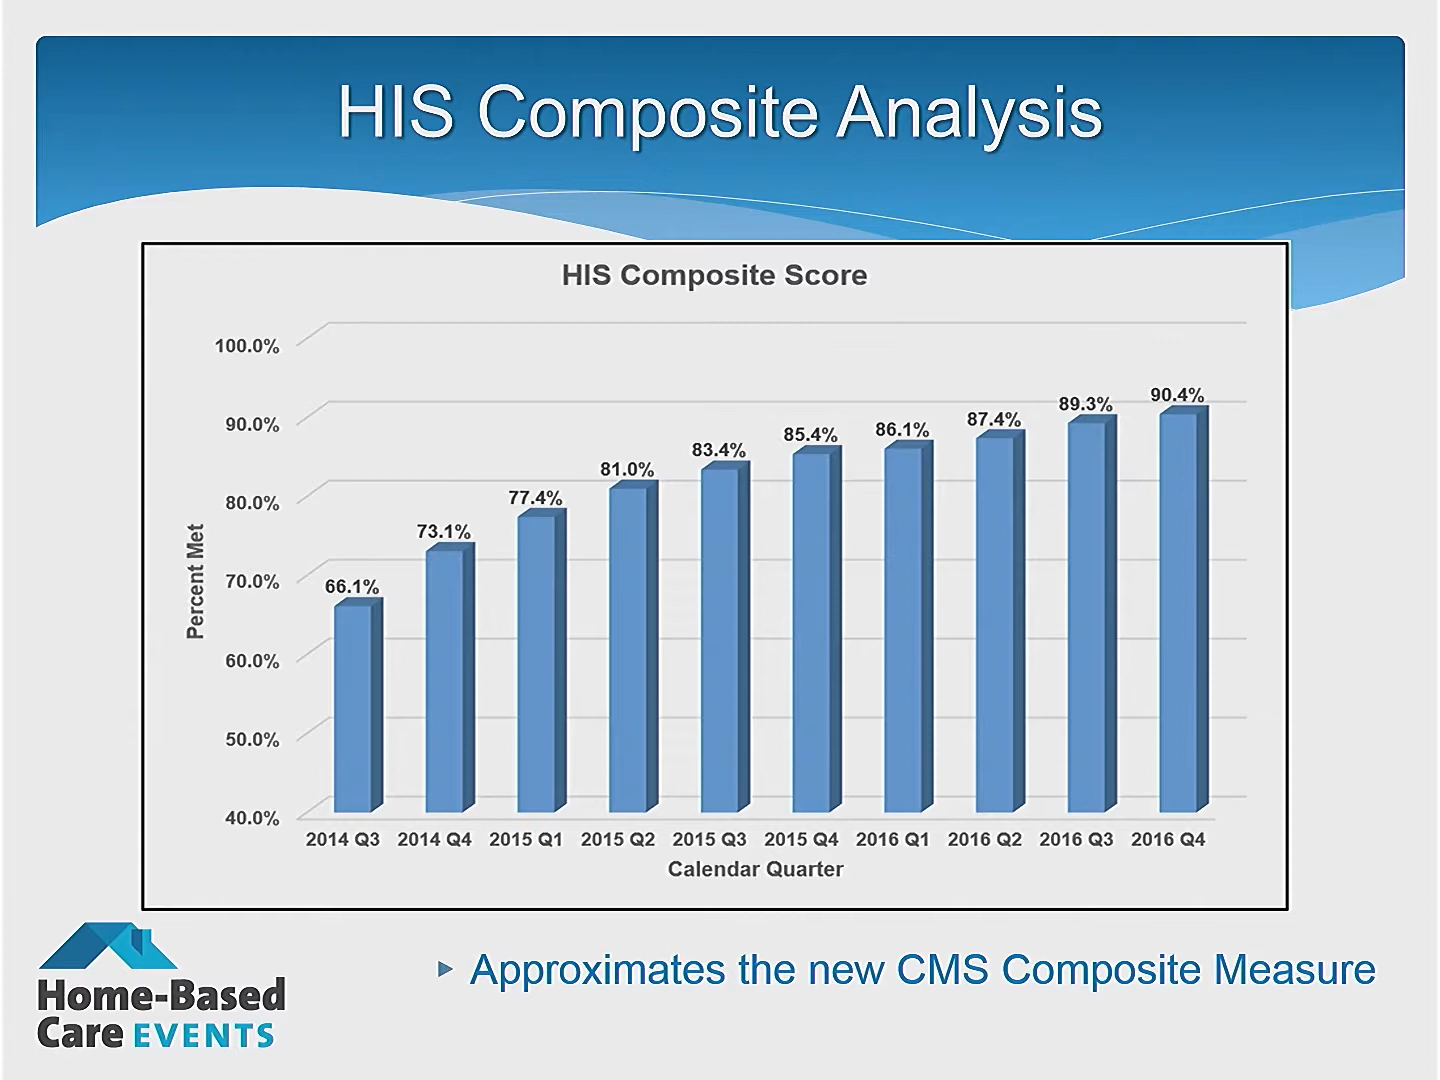 HIS Composite Analysis
HIS Composite Score
Percent Met
100.0%
90.0%
80.0%
70.0%
60.0%
50.0%
40.0%
66.1%
73.1%
77.4%
81.0%
83.4%
85.4%
86.1%
87.4%
89.3%
90.4%
2014 Q3 2014 Q4 2015 Q1 2015 Q2 2015 Q3 2015 Q4 2016 Q1 2016 Q2 2016 Q3 2016 Q4
Calendar Quarter
Approximates the new CMS Composite Measure
Home-Based
Care EVENTS